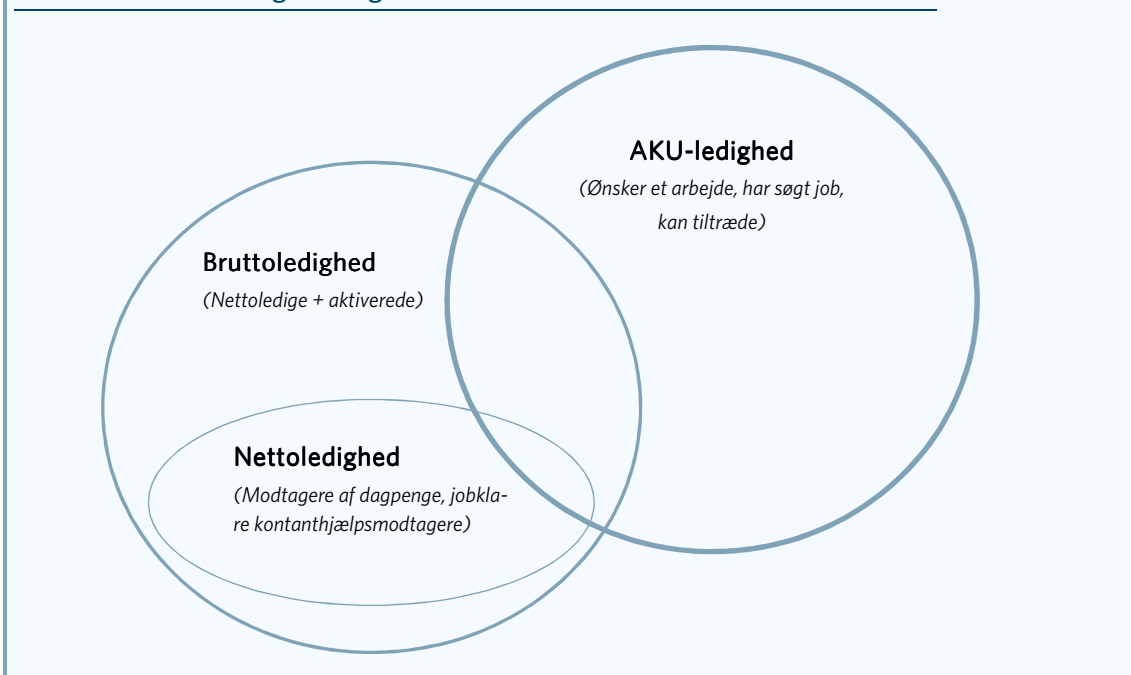 AKU-ledighed
(Ønsker et arbejde, har søgt job,
kan tiltræde)
Bruttoledighed
(Nettoledige + aktiverede)
Nettoledighed
(Modtagere af dagpenge, jobkla-
re kontanthjælpsmodtagere)